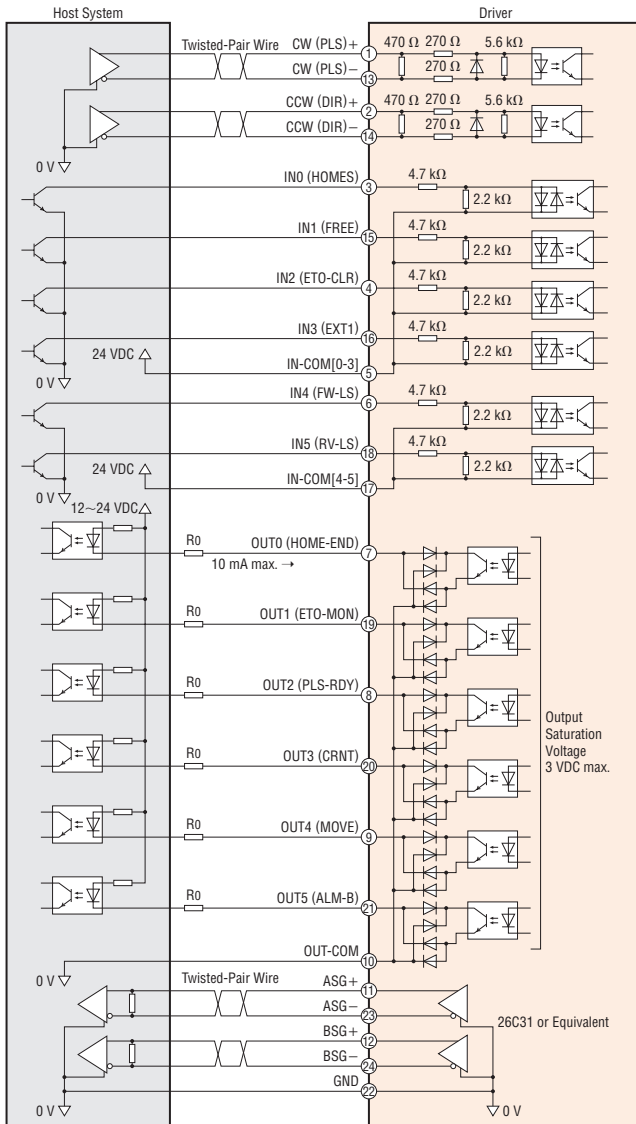 Host System
Driver
Twisted-Pair Wire
CW (PLS)+
1
470 Ω
270 Ω
5.6 kΩ
CW (PLS)−
13
270 Ω
CCW (DIR)+
2
470 Ω
270 Ω
5.6 kΩ
CCW (DIR)−
14
270 Ω
0 V
IN0 (HOMES)
3
4.7 kΩ
2.2 kΩ
IN1 (FREE)
15
4.7 kΩ
2.2 kΩ
IN2 (ETO-CLR)
4
4.7 kΩ
2.2 kΩ
IN3 (EXT1)
16
4.7 kΩ
2.2 kΩ
24 VDC
IN-COM[0-3]
5
0 V
IN4 (FW-LS)
6
4.7 kΩ
2.2 kΩ
IN5 (RV-LS)
18
4.7 kΩ
2.2 kΩ
24 VDC
IN-COM[4-5]
17
0 V
12~24 VDC
R0
OUT0 (HOME-END)
7
10 mA max. →
R0
OUT1 (ETO-MON)
19
R0
OUT2 (PLS-RDY)
8
Output
Saturation
Voltage
3 VDC max.
R0
OUT3 (CRNT)
20
R0
OUT4 (MOVE)
9
R0
OUT5 (ALM-B)
21
OUT-COM
10
0 V
Twisted-Pair Wire
ASG+
11
ASG−
23
26C31 or Equivalent
BSG+
12
BSG−
24
GND
22
0 V
0 V